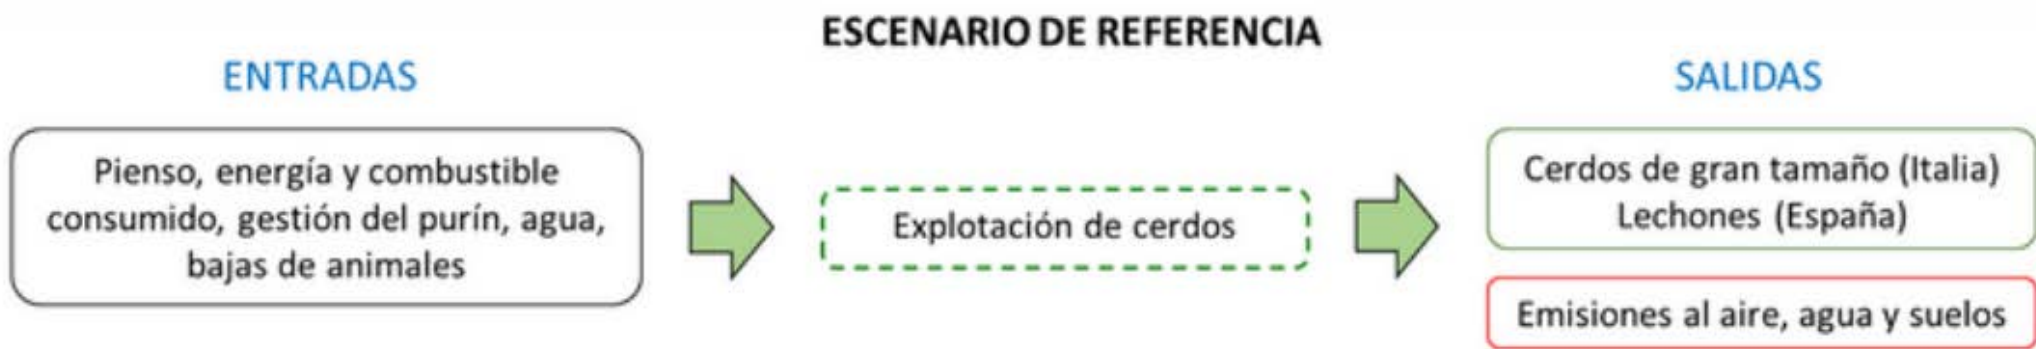 ESCENARIO DE REFERENCIA
ENTRADAS
Pienso, energía y combustible
consumido, gestión del purín, agua,
bajas de animales
Explotación de cerdos
SALIDAS
Cerdos de gran tamaño (Italia)
Lechones (España)
Emisiones al aire, agua y suelos